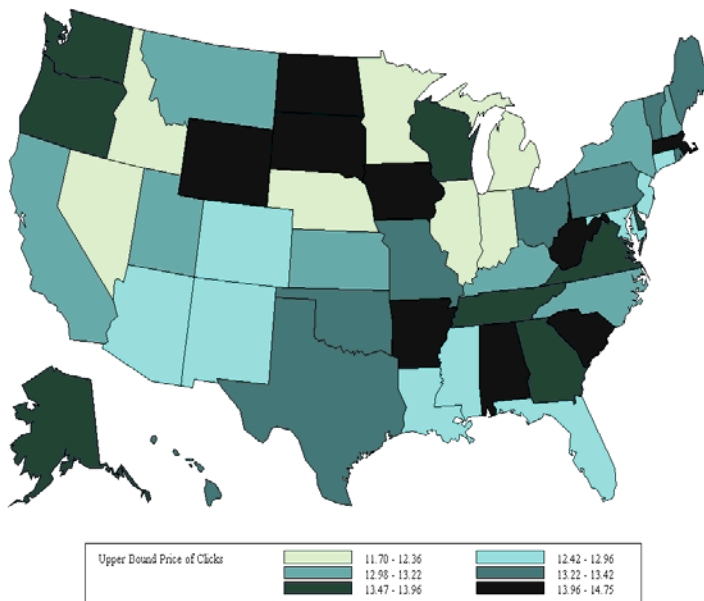 Upper Bound Price of Clicks 11.70 - 12.36 12.42 - 12.96
12.98 - 13.22 13.22 - 13.42
13.47 - 13.96 13.96 - 14.75